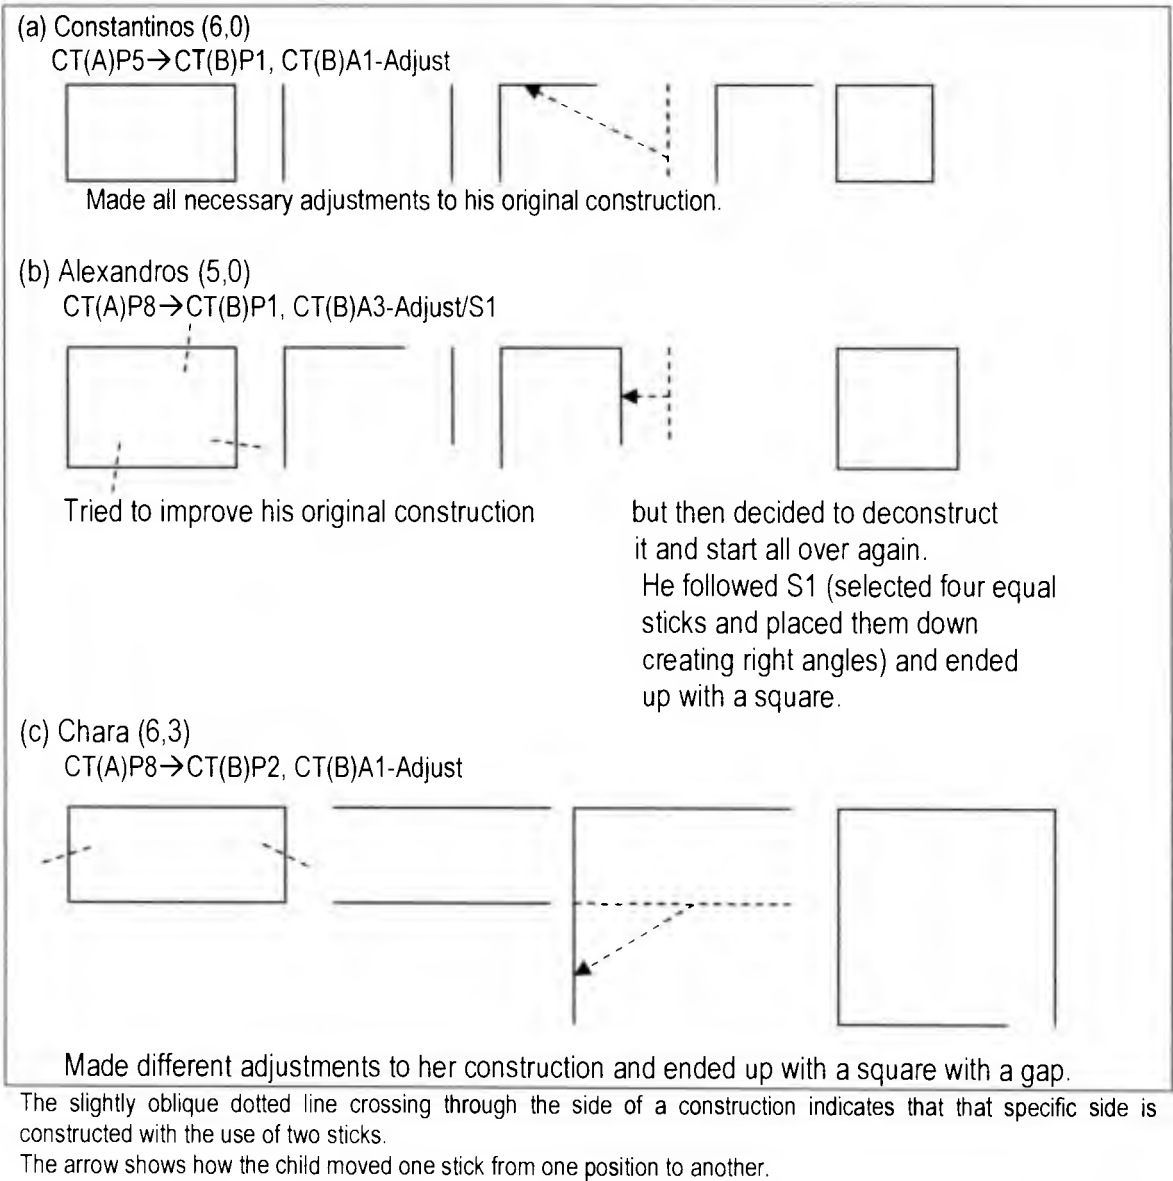 (a) Constantinos (6,0)
CT(A)P5→CT(B)P1, CT(B)A1-Adjust
Made all necessary adjustments to his original construction.
(b) Alexandros (5,0)
CT(A)P8→CT(B)P1, CT(B)A3-Adjust/S1
Tried to improve his original construction
but then decided to deconstruct
it and start all over again.
He followed S1 (selected four equal
sticks and placed them down
creating right angles) and ended
up with a square.
(c) Chara (6,3)
CT(A)P8→CT(B)P2, CT(B)A1-Adjust
Made different adjustments to her construction and ended up with a square with a gap.
The slightly oblique dotted line crossing through the side of a construction indicates that that specific side is
constructed with the use of two sticks.
The arrow shows how the child moved one stick from one position to another.